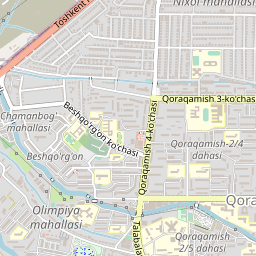 Nixol mahallasi
Toshkent
Qoraqamish 3-ko'chasi
Beshqo'rg'on ko'chasi
Qoraqamish 4-ko'chasi
Chamanbog'
mahallasi
Beshqo'rg'on
Qoraqamish-2/4
dahasi
Olimpiya
mahallasi
Qora
Talabalar
Qoraqamish
2/5 dahasi